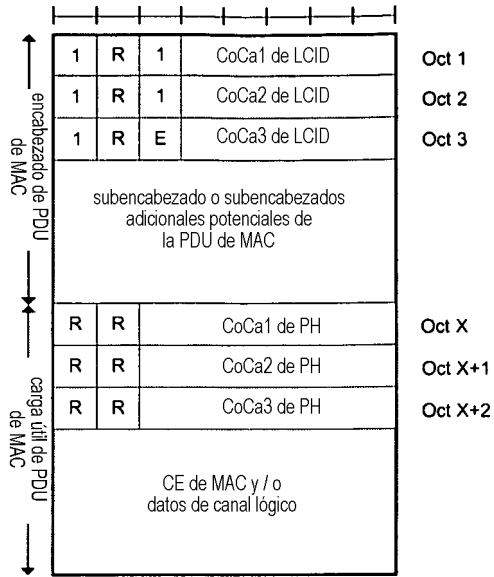 1 R 1 CoCa1 de LCID Oct 1
1 R 1 CoCa2 de LCID Oct 2
1 R E CoCa3 de LCID Oct 3
encabezado de PDU
de MAC
subencabezado o subencabezados
adicionales potenciales de
la PDU de MAC
R R CoCa1 de PH Oct X
R R CoCa2 de PH Oct X+1
R R CoCa3 de PH Oct X+2
carga útil de PDU
de MAC
CE de MAC y / o
datos de canal lógico